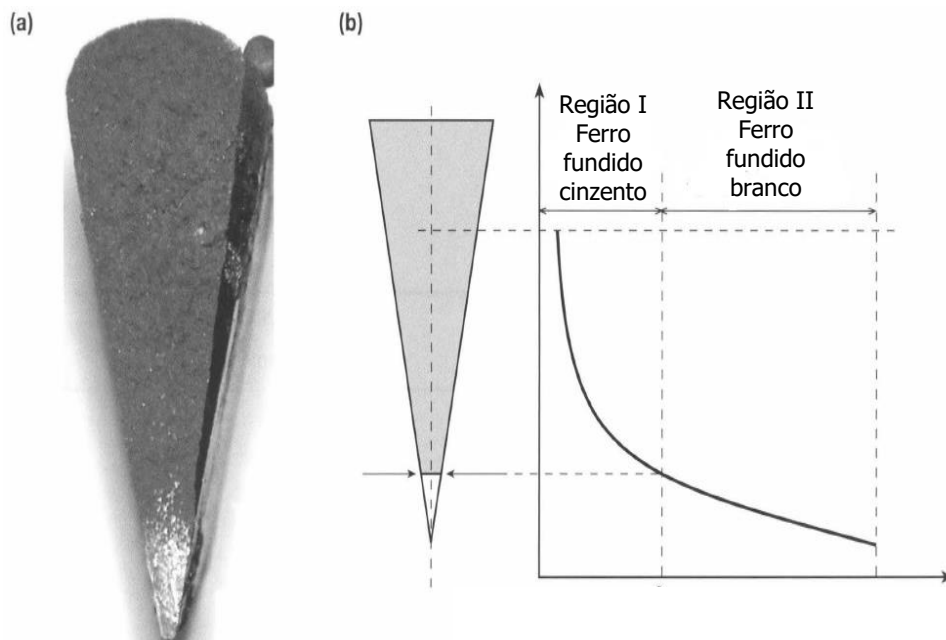 (a)
(b)
Região I
Ferro
fundido
cinzento
Região II
Ferro
fundido
branco